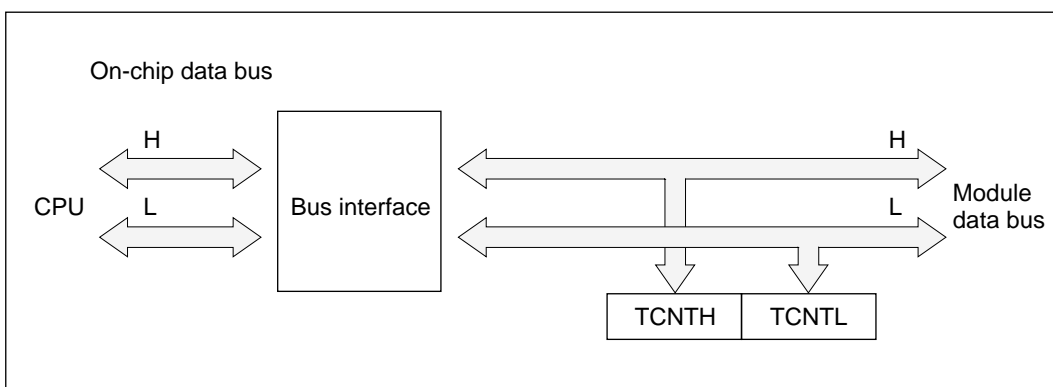 On-chip data bus
H
H
CPU
L
Bus interface
L
Module
data bus
TCNTH
TCNTL